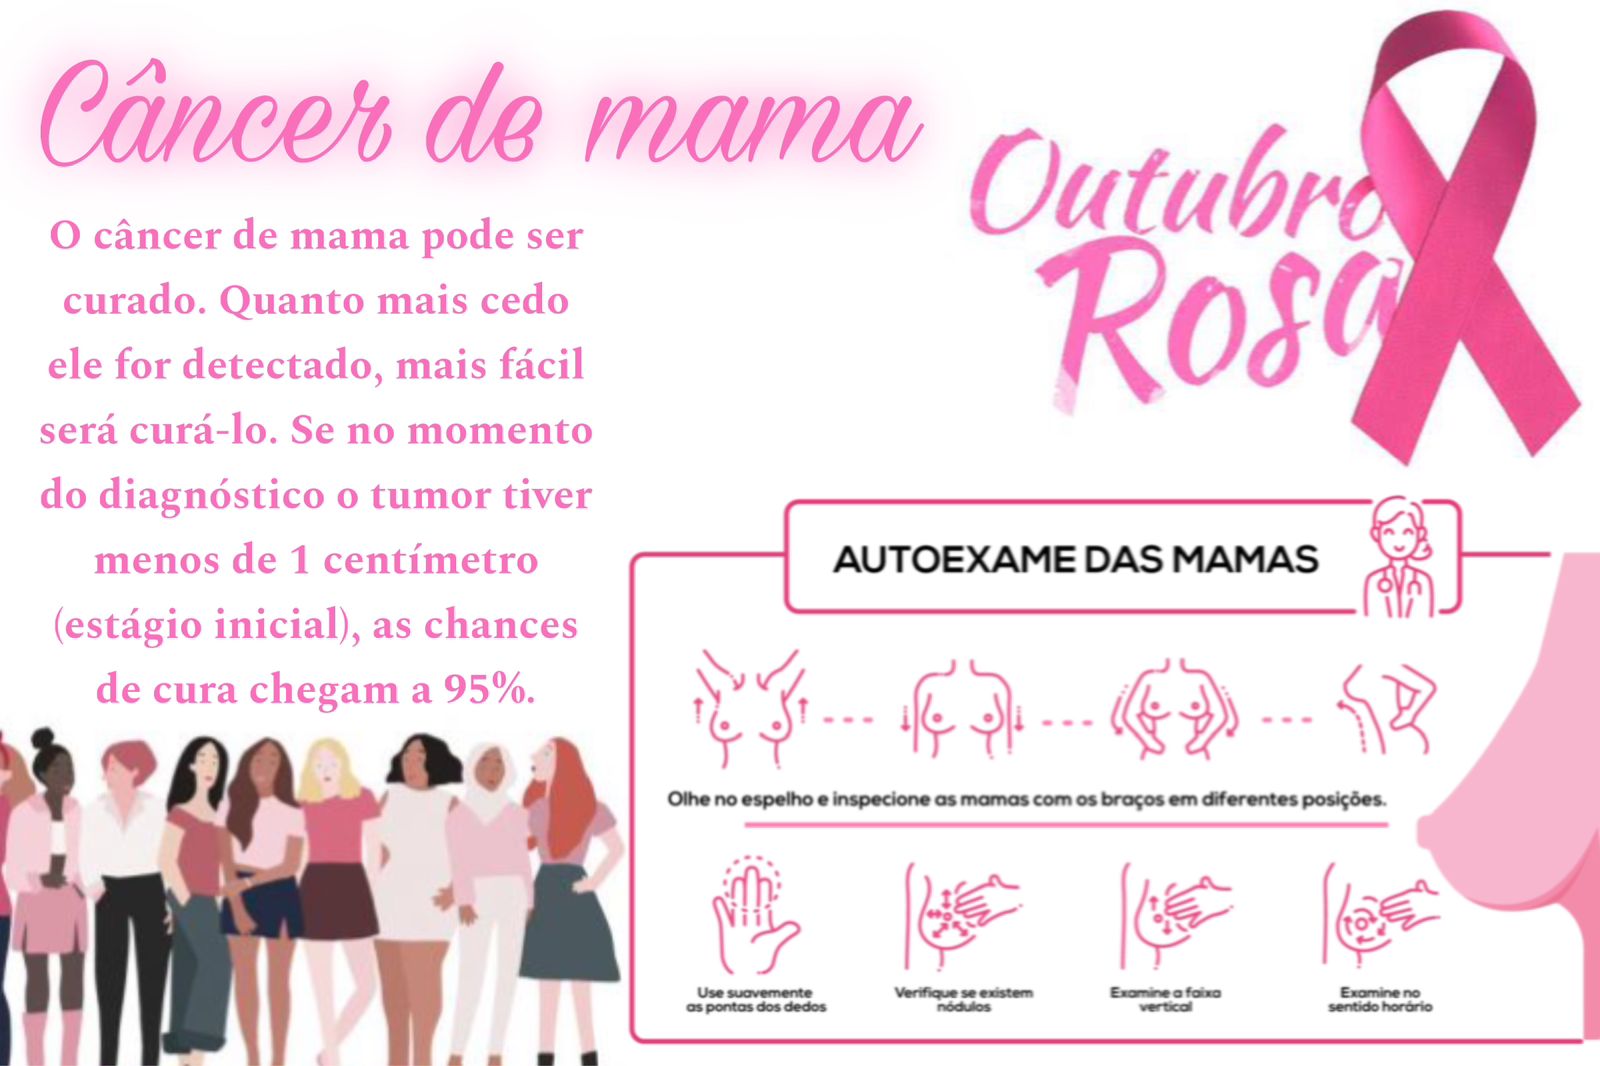 Câncer de mama
Outubro
Rosa
O câncer de mama pode ser
curado. Quanto mais cedo
ele for detectado, mais fácil
será curá-lo. Se no momento
do diagnóstico o tumor tiver
menos de 1 centímetro
(estágio inicial), as chances
de cura chegam a 95%.
AUTOEXAME DAS MAMAS
Olhe no espelho e inspecione as mamas com os braços em diferentes posições.
Use suavemente
as pontas dos dedos
Verifique se existem
nódulos
Examine a faixa
vertical
Examine no
sentido horário